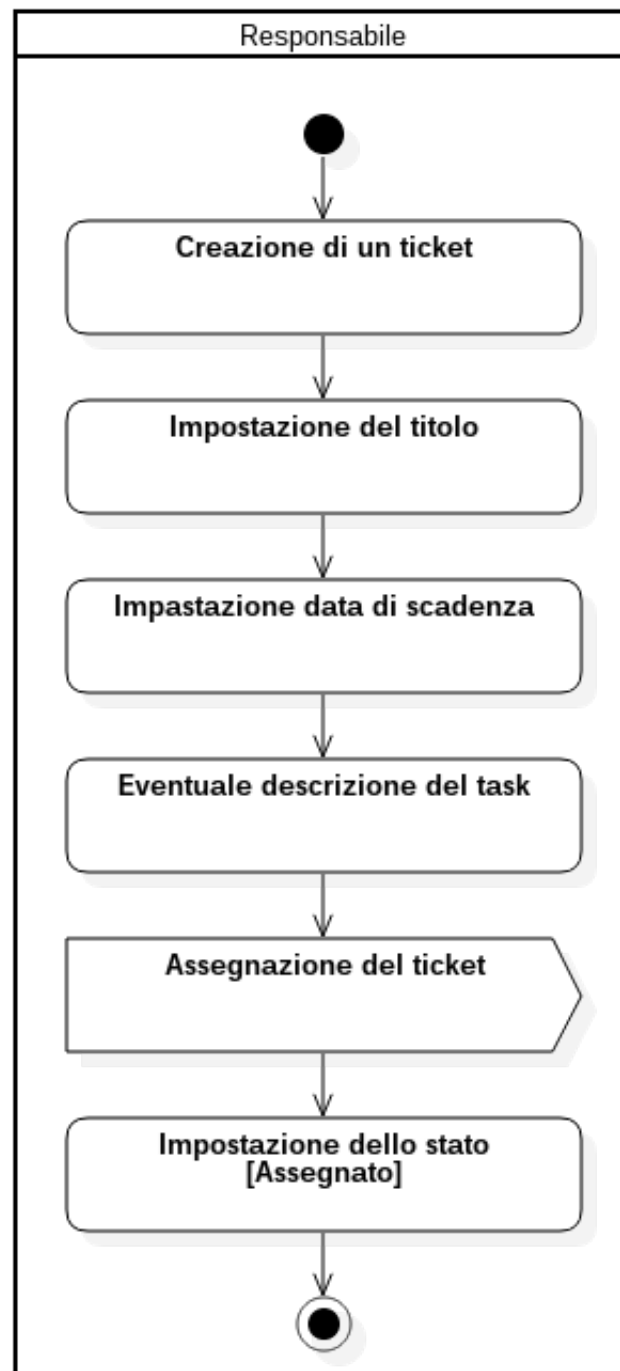 Responsabile
Creazione di un ticket
Impostazione del titolo
Impastazione data di scadenza
Eventuale descrizione del task
Assegnazione del ticket
Impostazione dello stato
[Assegnato]